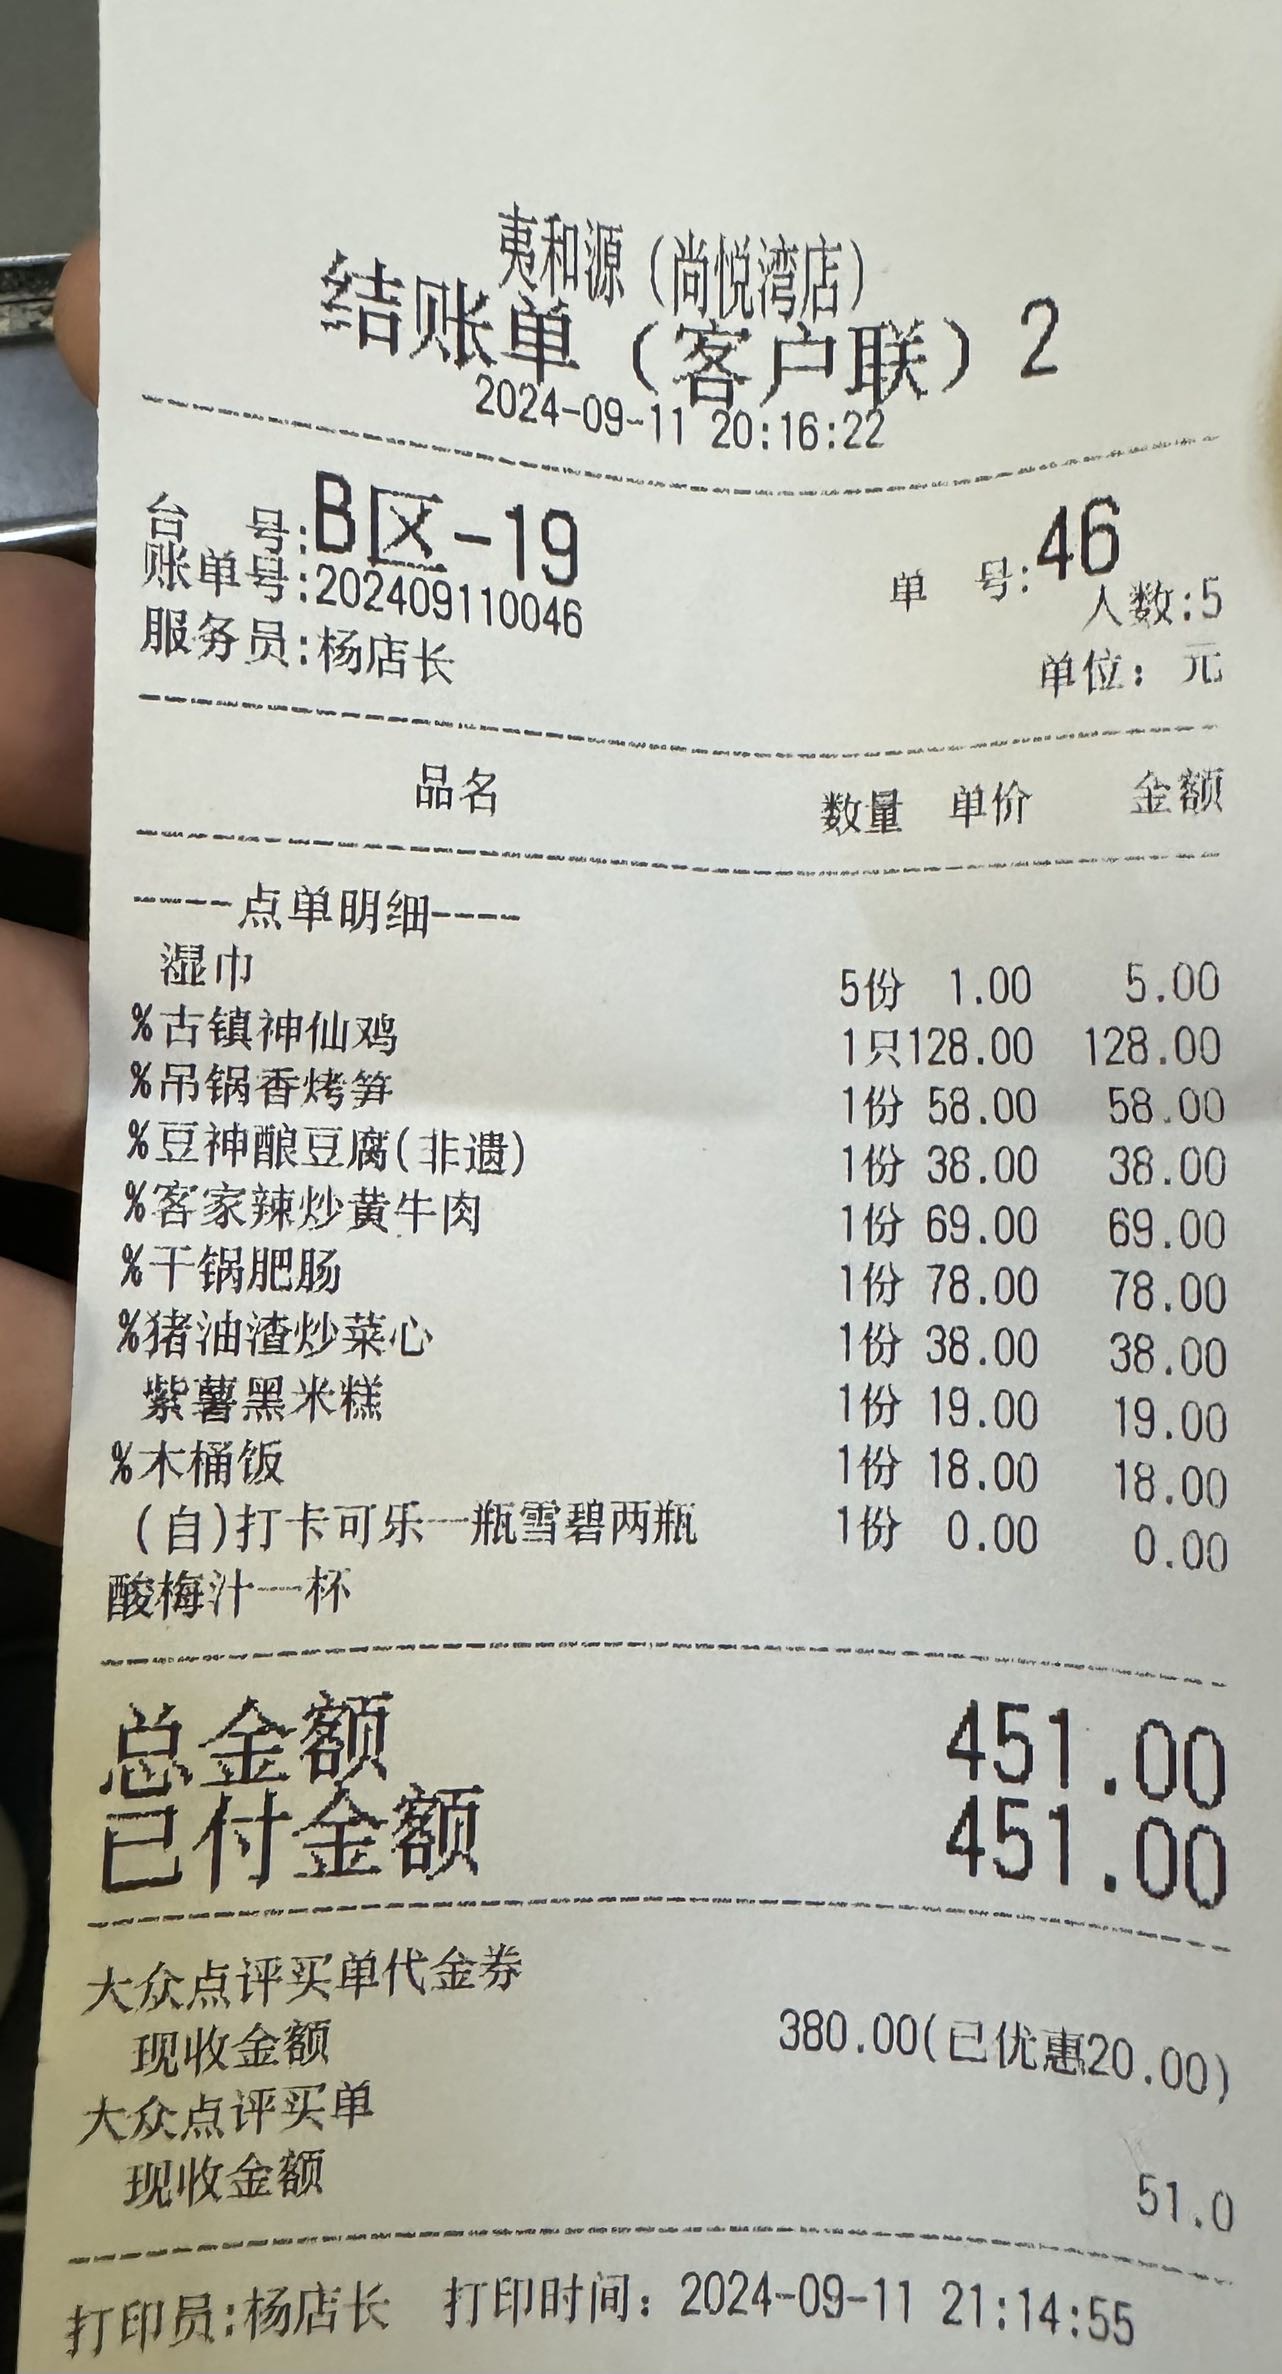 夷和源（尚悦湾店）
结账单（客户联）2
2024-09-11 20:16:22
台 号:B区-19 单 号:46
账单号:202409110046 人数:5
服务员:杨店长 单位：元
品名 数量 单价 金额
----点单明细----
湿巾 5份 1.00 5.00
%古镇神仙鸡 1只128.00 128.00
%吊锅香烤笋 1份 58.00 58.00
%豆神酿豆腐(非遗) 1份 38.00 38.00
%客家辣炒黄牛肉 1份 69.00 69.00
%干锅肥肠 1份 78.00 78.00
%猪油渣炒菜心 1份 38.00 38.00
紫薯黑米糕 1份 19.00 19.00
%木桶饭 1份 18.00 18.00
(自)打卡可乐一瓶雪碧两瓶 1份 0.00 0.00
酸梅汁一杯
总金额 451.00
已付金额 451.00
大众点评买单代金券
现收金额 380.00(已优惠20.00)
大众点评买单
现收金额 51.0
打印员:杨店长 打印时间：2024-09-11 21:14:55